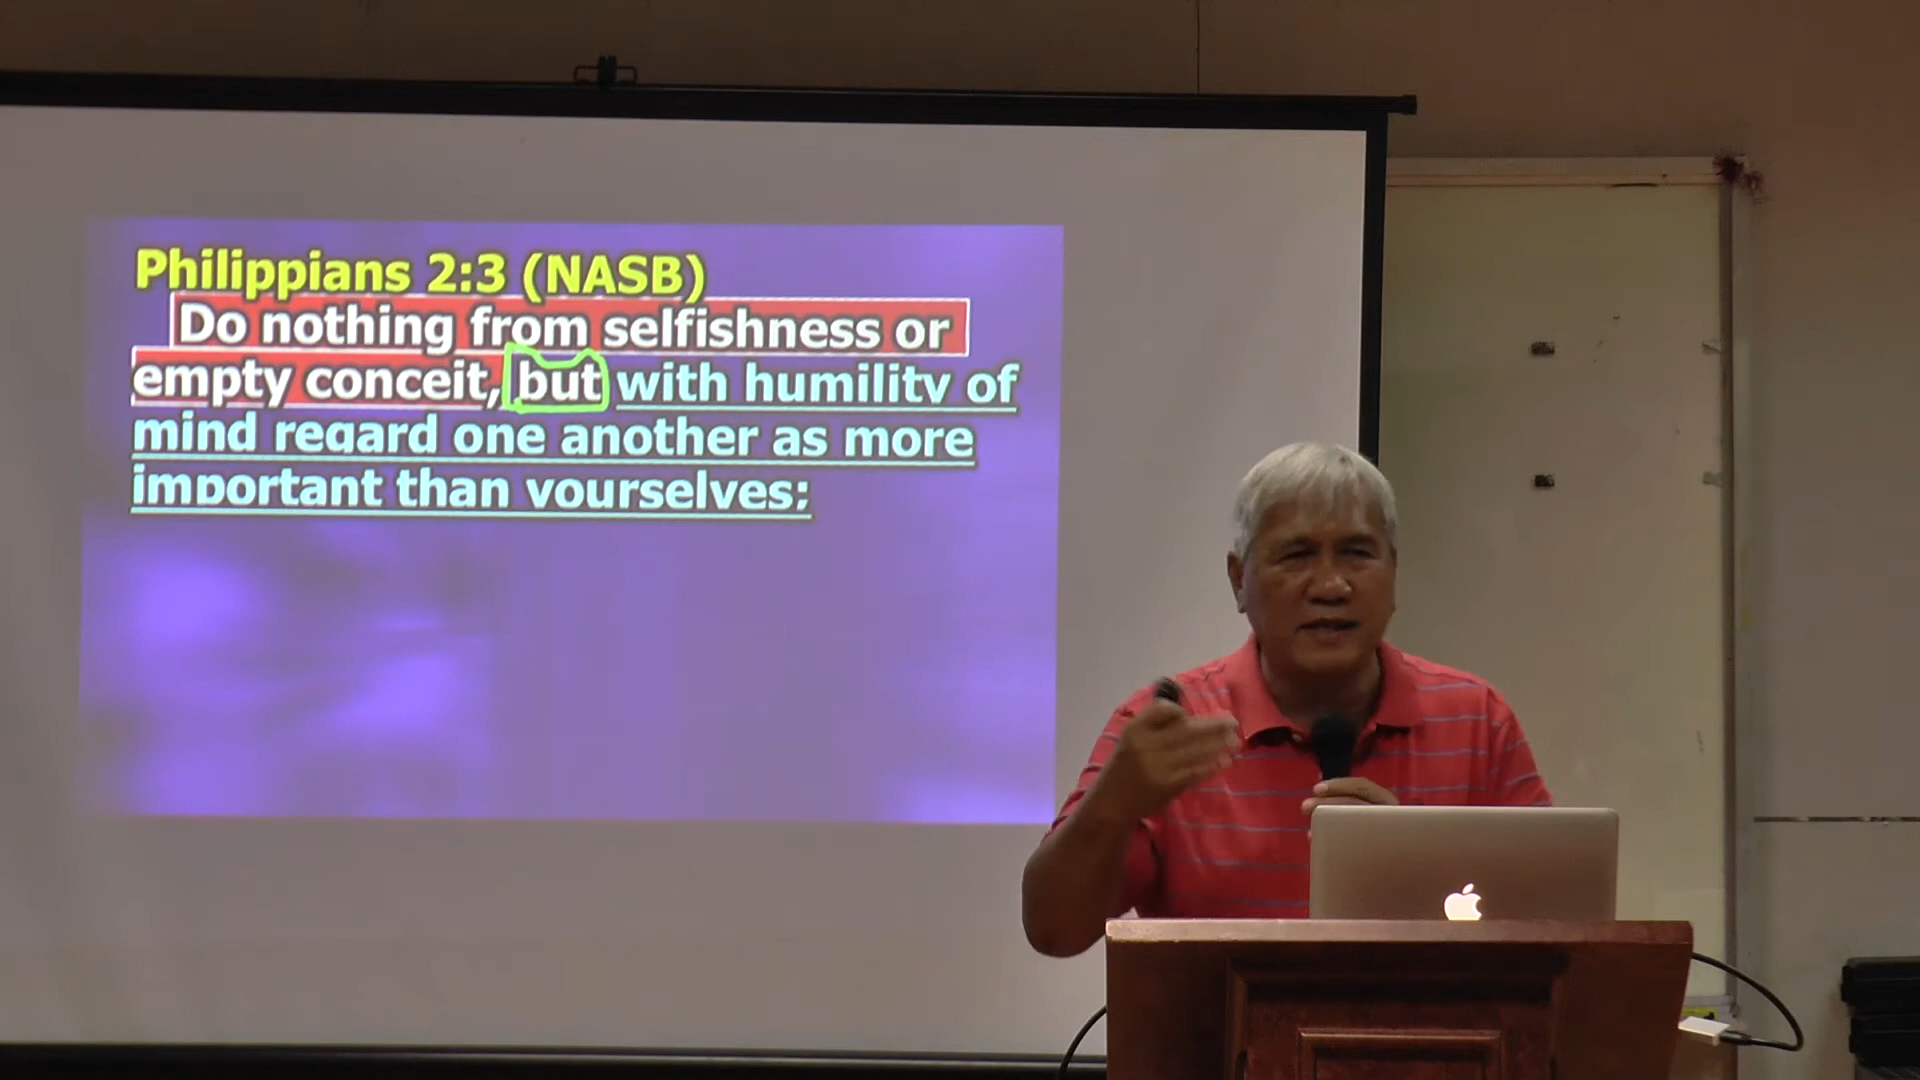 Philippians 2:3 (NASB)
Do nothing from selfishness or
empty conceit, but with humility of
mind regard one another as more
important than yourselves;